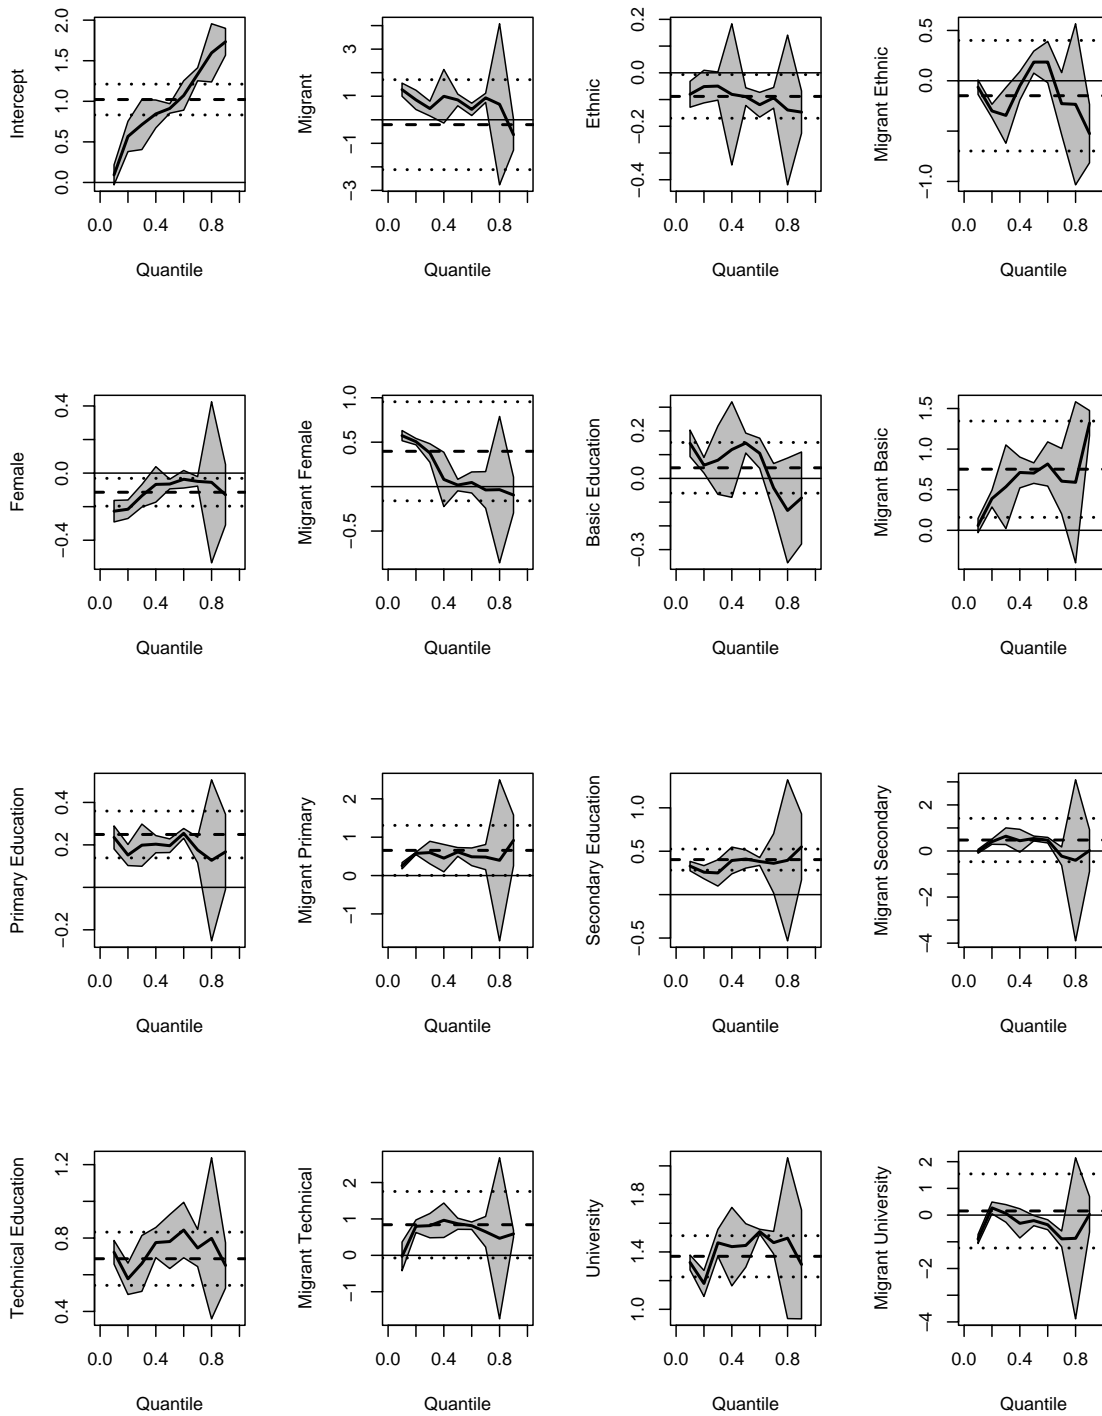 Intercept
0.0 0.5 1.0 1.5 2.0
0.0 0.4 0.8
Quantile
Migrant
−3 −1 1 3
0.0 0.4 0.8
Quantile
Ethnic
−0.4 −0.2 0.0 0.2
0.0 0.4 0.8
Quantile
Migrant Ethnic
−1.0 0.0 0.5
0.0 0.4 0.8
Quantile
Female
−0.4 0.0 0.4
0.0 0.4 0.8
Quantile
Migrant Female
−0.5 0.5 1.0
0.0 0.4 0.8
Quantile
Basic Education
−0.3 0.0 0.2
0.0 0.4 0.8
Quantile
Migrant Basic
0.0 0.5 1.0 1.5
0.0 0.4 0.8
Quantile
Primary Education
−0.2 0.2 0.4
0.0 0.4 0.8
Quantile
Migrant Primary
−1 0 1 2
0.0 0.4 0.8
Quantile
Secondary Education
−0.5 0.5 1.0
0.0 0.4 0.8
Quantile
Migrant Secondary
−4 −2 0 2
0.0 0.4 0.8
Quantile
Technical Education
0.4 0.8 1.2
0.0 0.4 0.8
Quantile
Migrant Technical
−1 0 1 2
0.0 0.4 0.8
Quantile
University
1.0 1.4 1.8
0.0 0.4 0.8
Quantile
Migrant University
−4 −2 0 1 2
0.0 0.4 0.8
Quantile